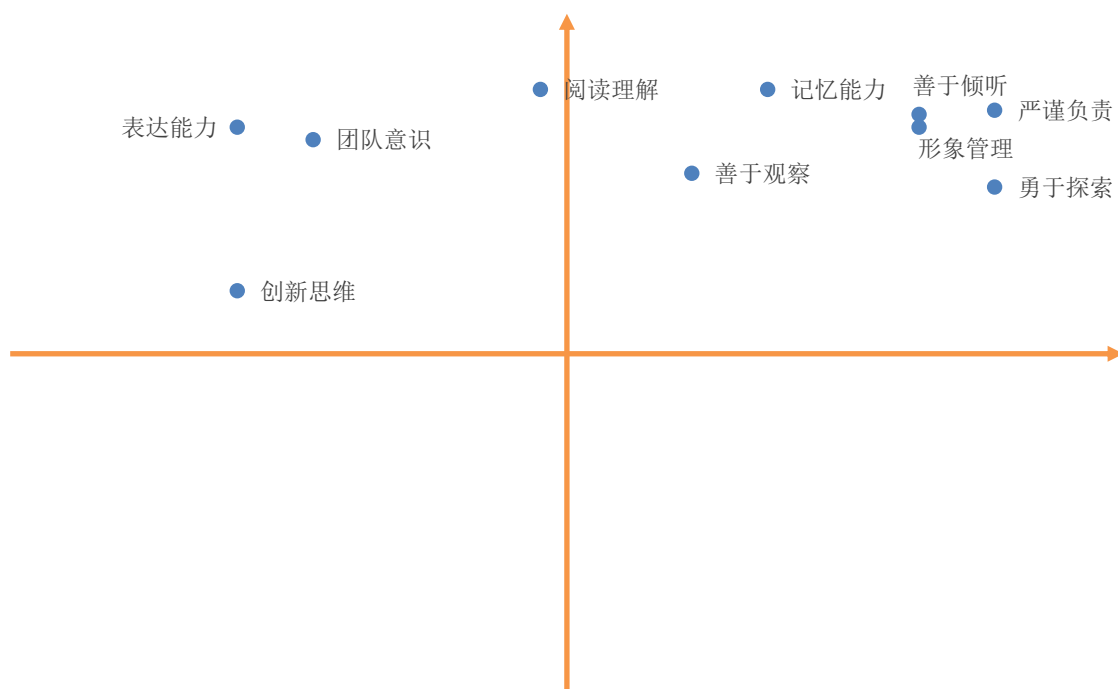 善于倾听
阅读理解
记忆能力
严谨负责
表达能力
团队意识
形象管理
善于观察
勇于探索
创新思维